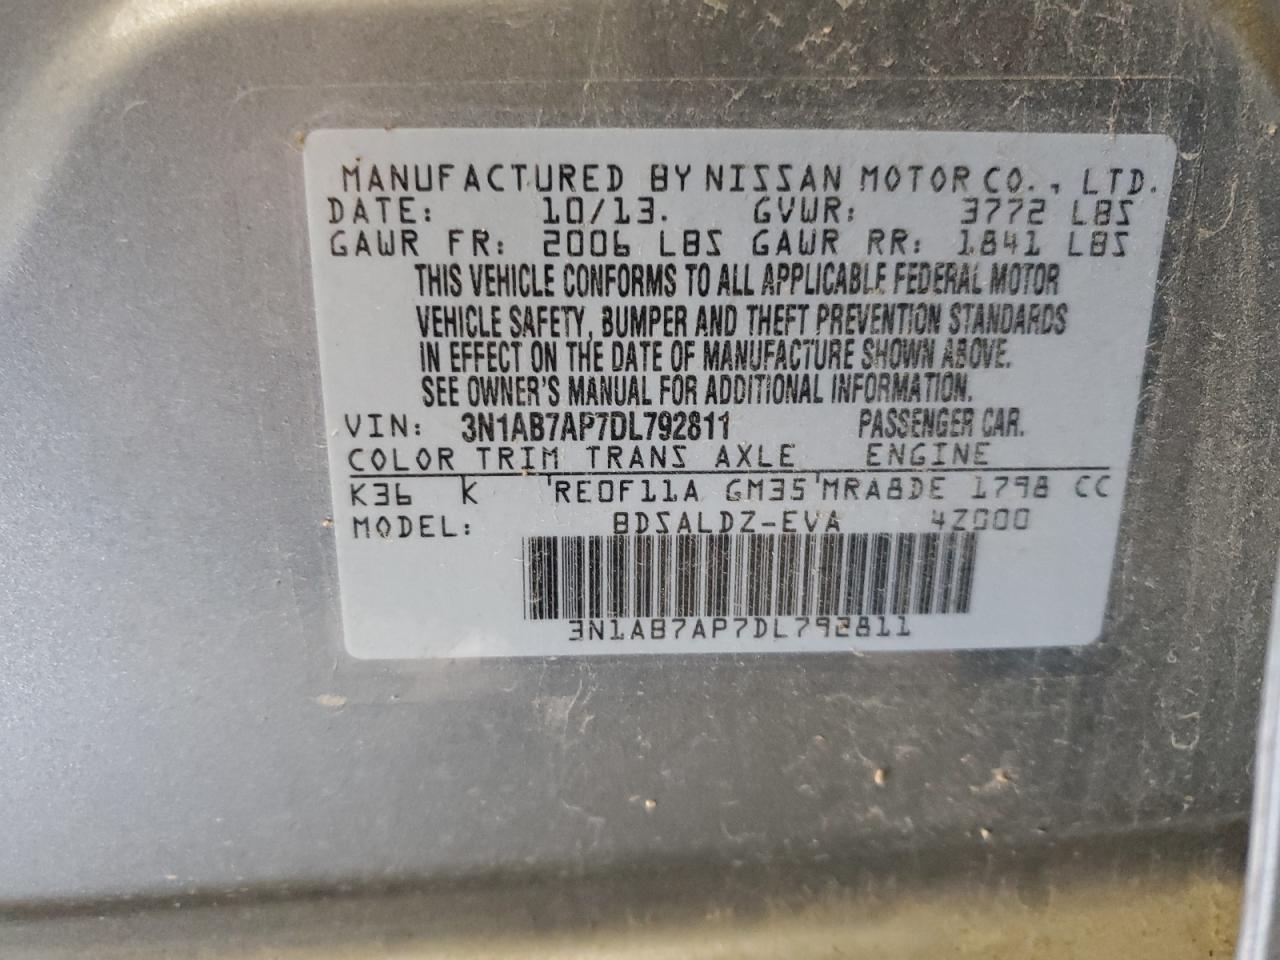 MANUFACTURED BY NISSAN MOTOR CO., LTD.
DATE: 10/13. GVWR: 3772 LBS
GAWR FR: 2006 LBS GAWR RR: 1841 LBS
THIS VEHICLE CONFORMS TO ALL APPLICABLE FEDERAL MOTOR
VEHICLE SAFETY, BUMPER AND THEFT PREVENTION STANDARDS
IN EFFECT ON THE DATE OF MANUFACTURE SHOWN ABOVE.
SEE OWNER'S MANUAL FOR ADDITIONAL INFORMATION.
VIN: 3N1AB7AP7DL792811 PASSENGER CAR.
COLOR TRIM TRANS AXLE ENGINE
K36 K 'RE0F11A GM35'MRA8DE 1798 CC
MODEL: BDSALDZ-EVA 4Z000
3N1AB7AP7DL792811